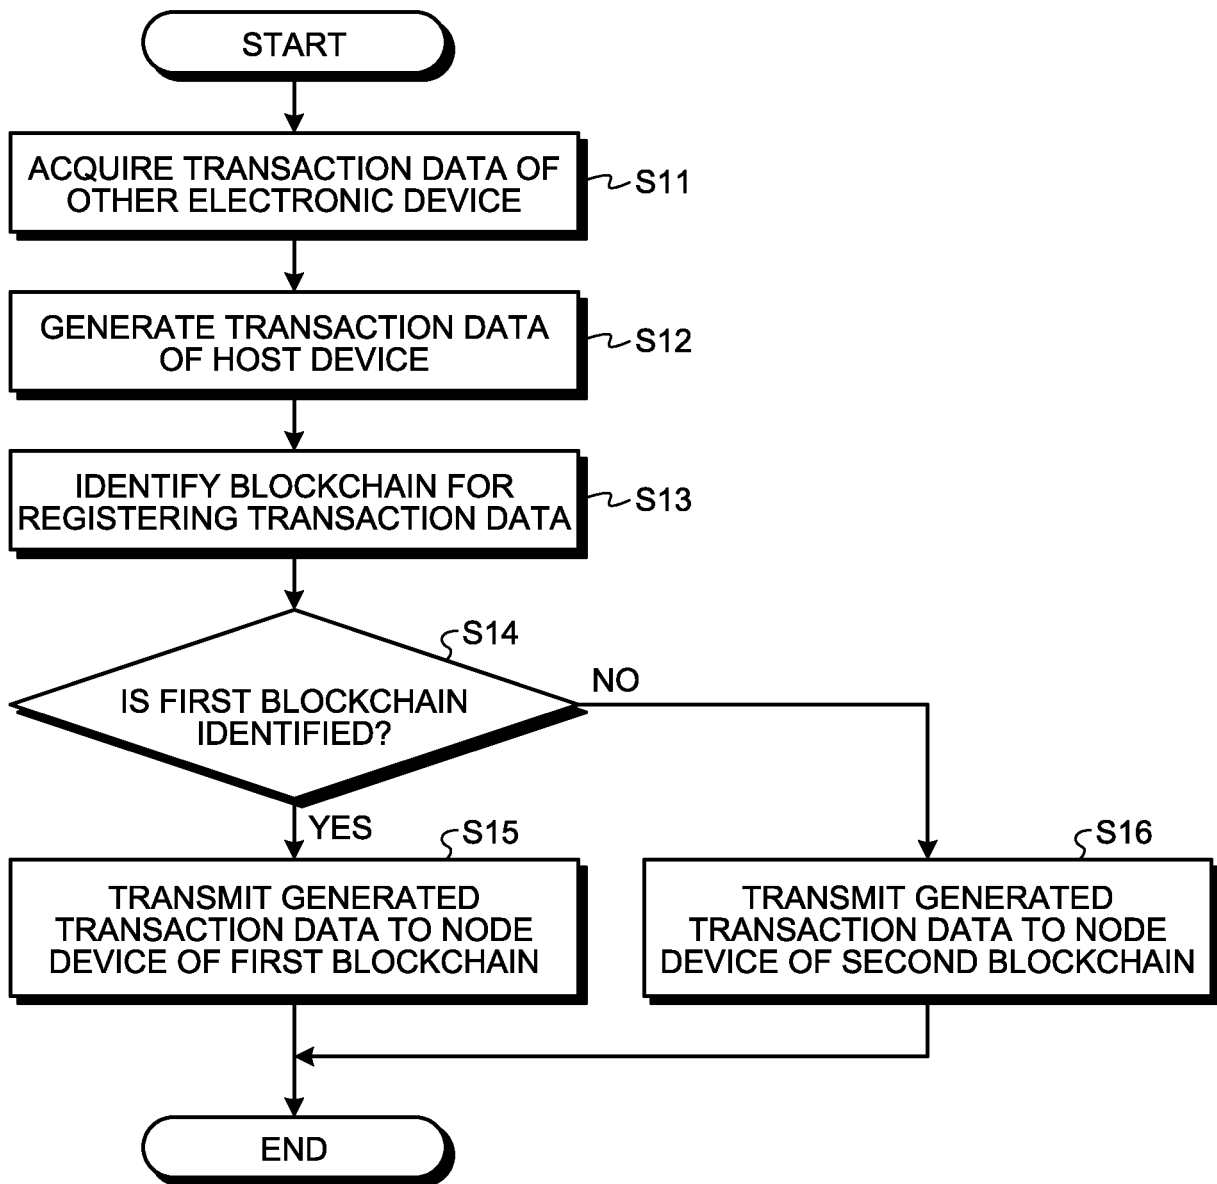 START
ACQUIRE TRANSACTION DATA OF
OTHER ELECTRONIC DEVICE
S11
GENERATE TRANSACTION DATA
OF HOST DEVICE
S12
IDENTIFY BLOCKCHAIN FOR
REGISTERING TRANSACTION DATA
S13
S14
IS FIRST BLOCKCHAIN
IDENTIFIED?
NO
YES
S15
TRANSMIT GENERATED
TRANSACTION DATA TO NODE
DEVICE OF FIRST BLOCKCHAIN
S16
TRANSMIT GENERATED
TRANSACTION DATA TO NODE
DEVICE OF SECOND BLOCKCHAIN
END